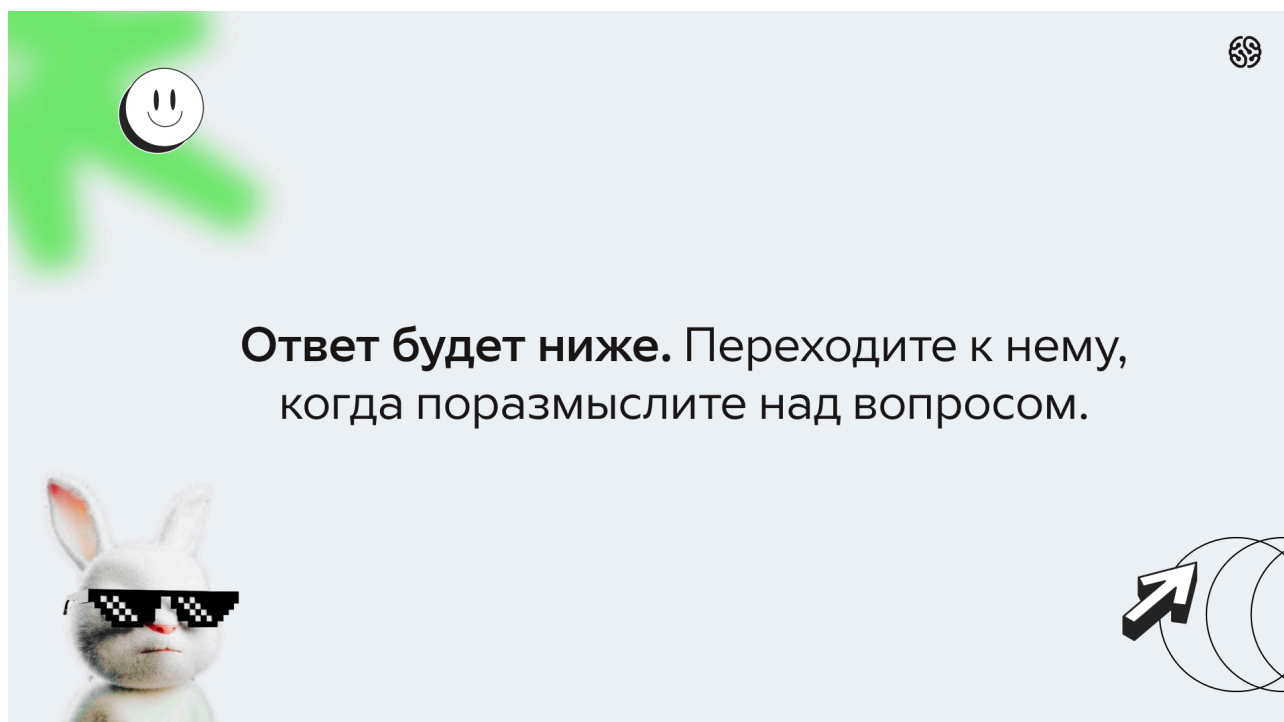 Ответ будет ниже. Переходите к нему,
когда поразмыслите над вопросом.